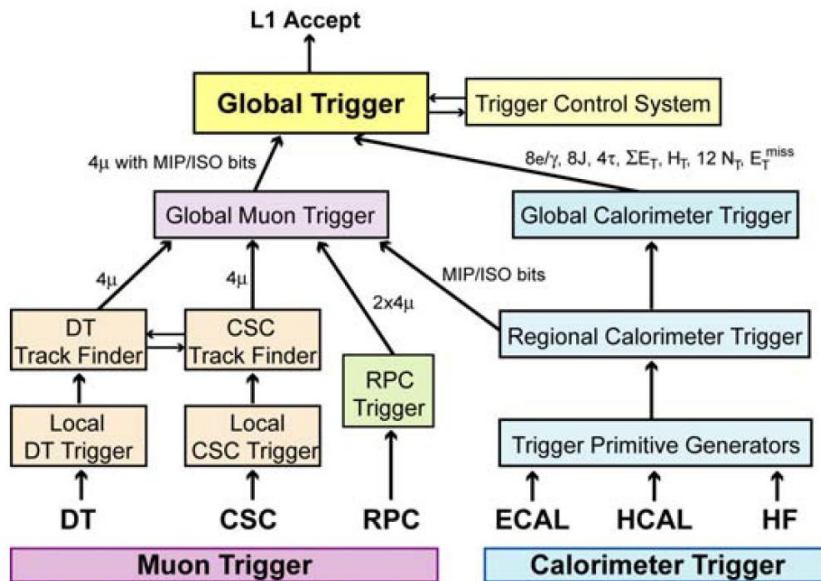 L1 Accept
Global Trigger
Trigger Control System
4μ with MIP/ISO bits
8e/γ, 8J, 4τ, ΣE_T, H_T, 12 N_T, E_T^miss
Global Muon Trigger
Global Calorimeter Trigger
4μ
4μ
2x4μ
MIP/ISO bits
DT
Track Finder
CSC
Track Finder
Regional Calorimeter Trigger
RPC
Trigger
Local
DT Trigger
Local
CSC Trigger
Trigger Primitive Generators
DT
CSC
RPC
ECAL
HCAL
HF
Muon Trigger
Calorimeter Trigger